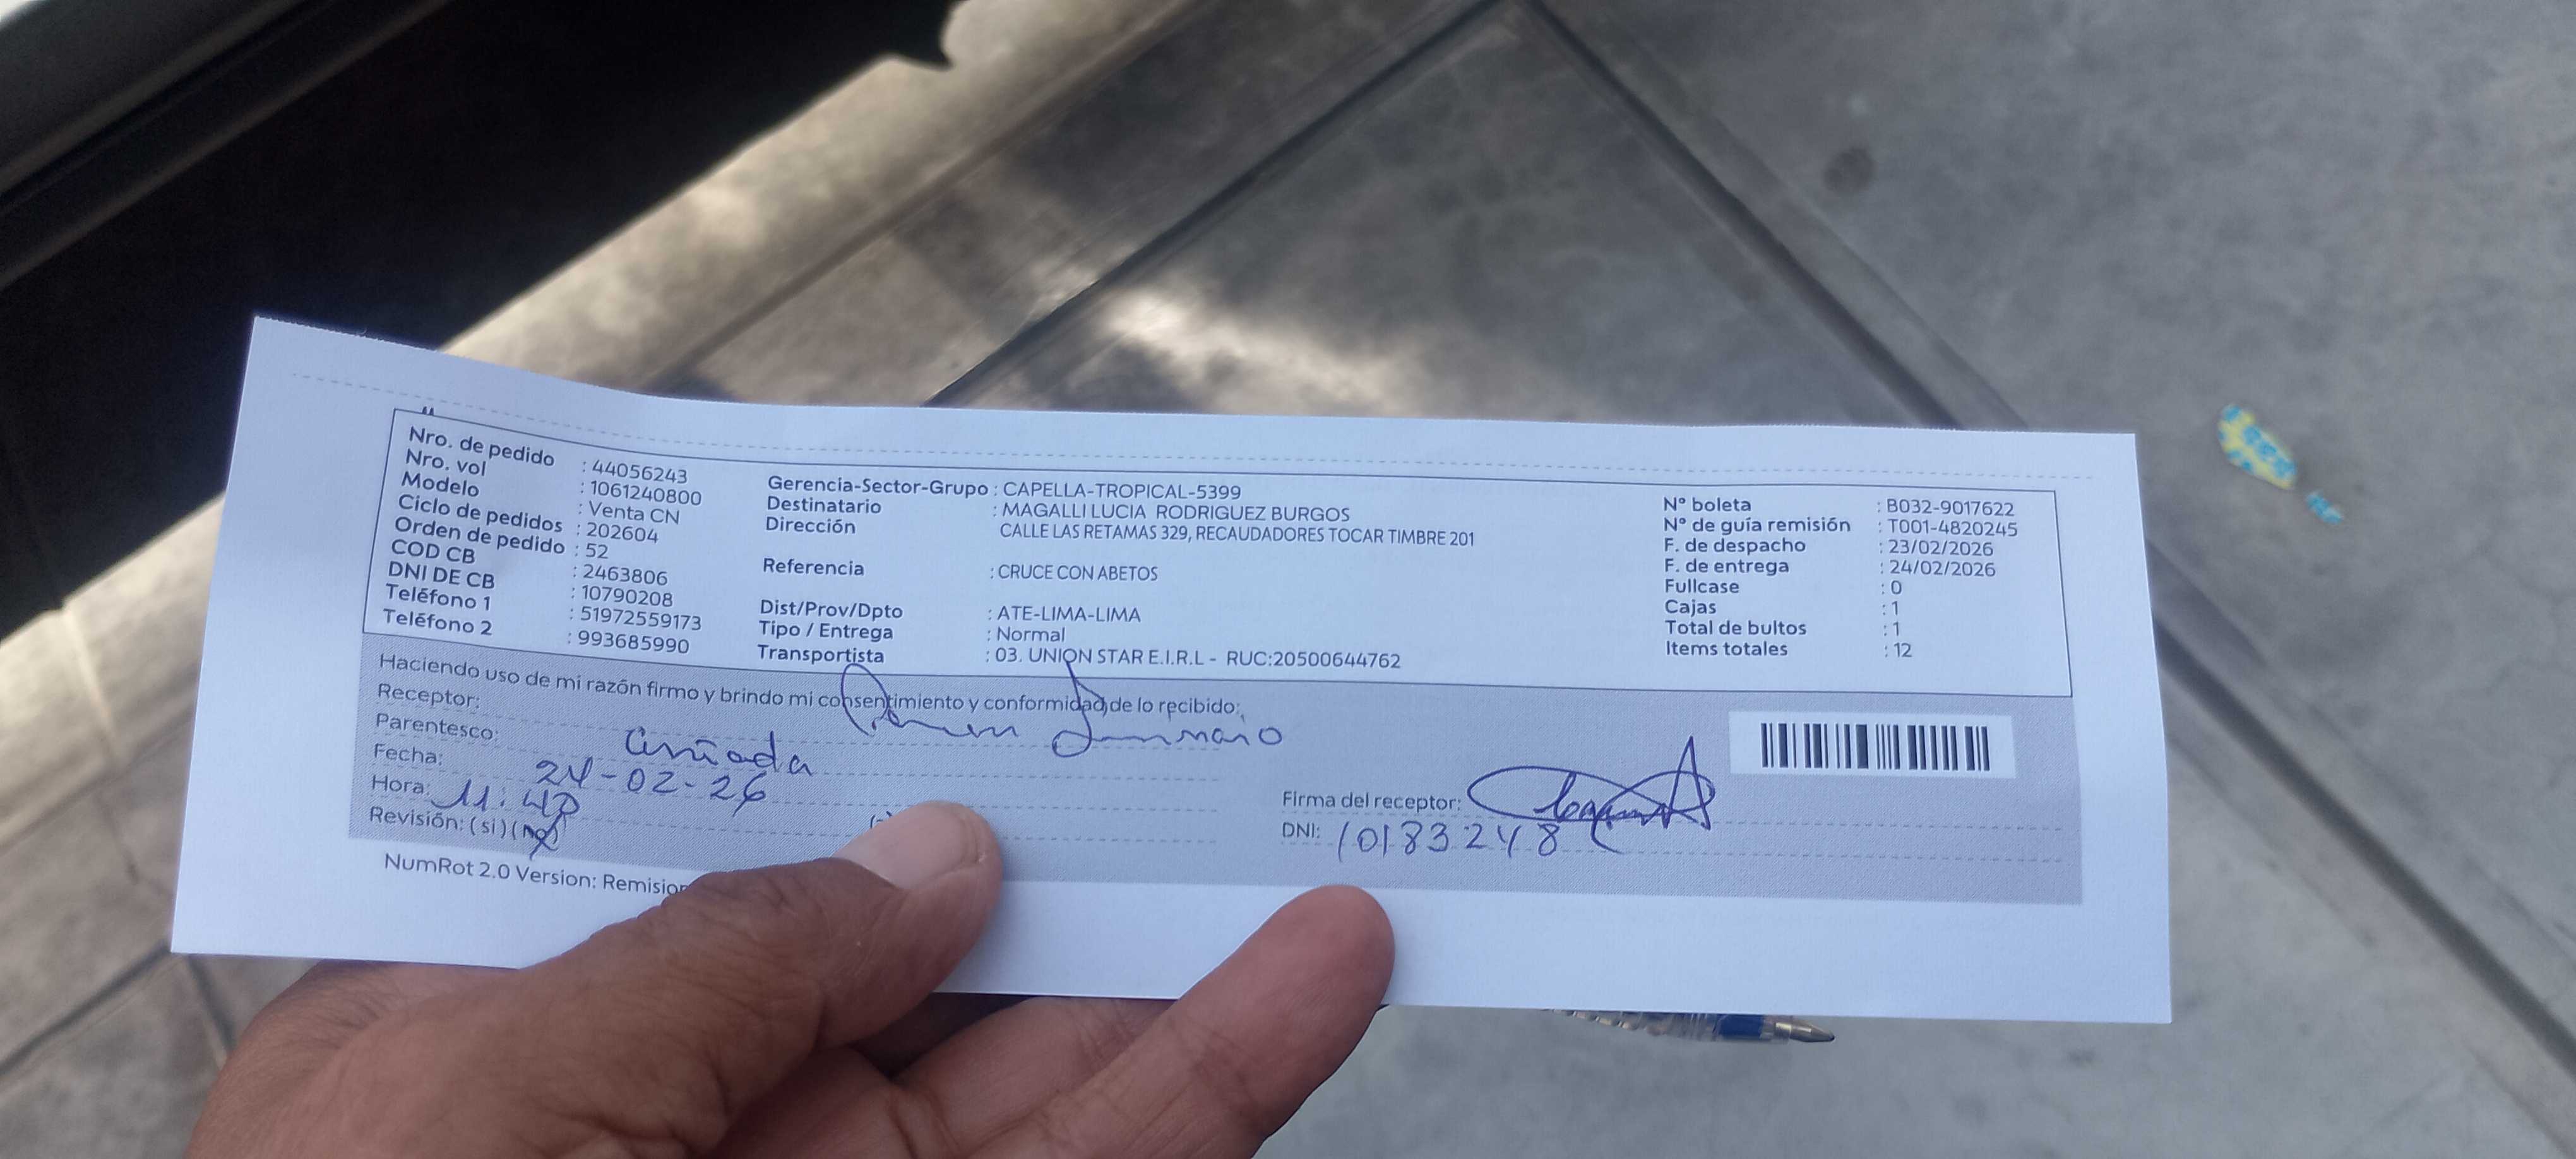 Nro. de pedido : 44056243
Nro. vol : 1061240800
Modelo : Venta CN
Ciclo de pedidos : 202604
Orden de pedido : 52
COD CB : 2463806
DNI DE CB : 10790208
Teléfono 1 : 51972559173
Teléfono 2 : 993685990
Gerencia-Sector-Grupo : CAPELLA-TROPICAL-5399
Destinatario : MAGALLI LUCIA RODRIGUEZ BURGOS
Dirección CALLE LAS RETAMAS 329, RECAUDADORES TOCAR TIMBRE 201
Referencia : CRUCE CON ABETOS
Dist/Prov/Dpto : ATE-LIMA-LIMA
Tipo / Entrega : Normal
Transportista : 03. UNION STAR E.I.R.L - RUC:20500644762
Nº boleta : B032-9017622
Nº de guía remisión : T001-4820245
F. de despacho : 23/02/2026
F. de entrega : 24/02/2026
Fullcase : 0
Cajas : 1
Total de bultos : 1
Items totales : 12
Haciendo uso de mi razón firmo y brindo mi consentimiento y conformidad de lo recibido:
Receptor:
Parentesco: Cuñada
Fecha: 24-02-26
Hora: 11:40
Revisión: (si) (no)
Firma del receptor:
DNI: 10183248
NumRot 2.0 Version: Remision